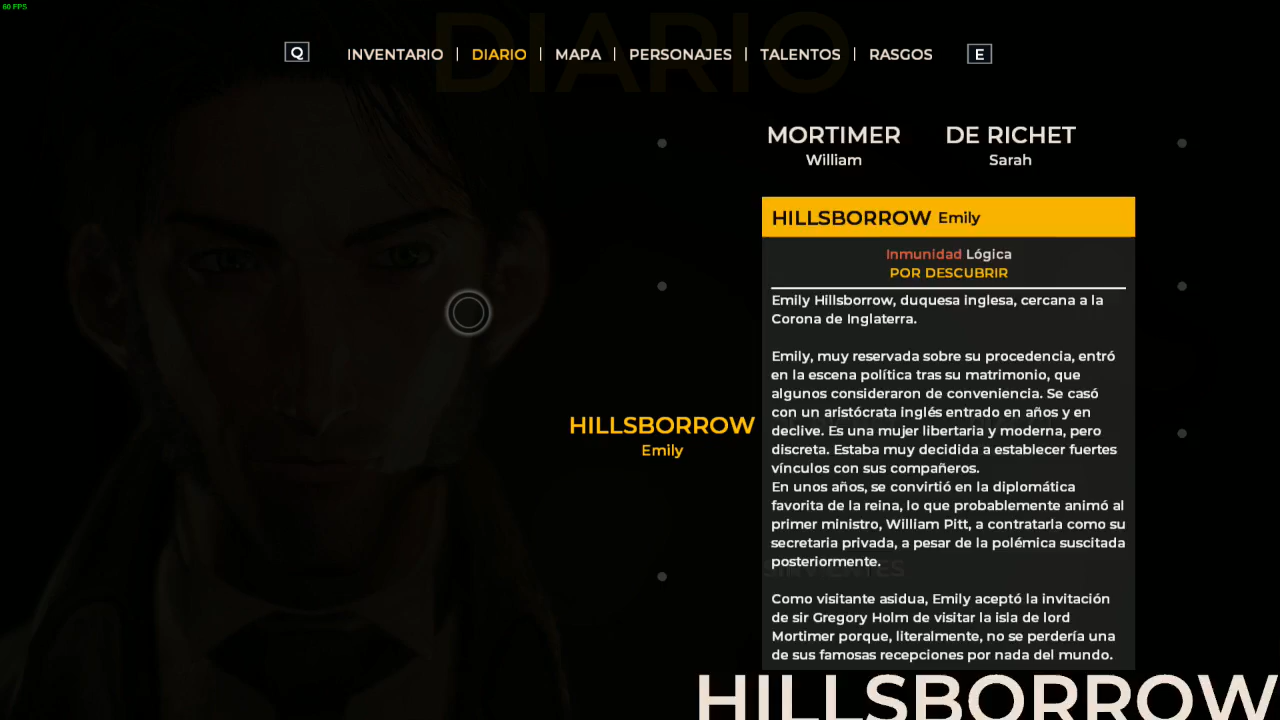 60 FPS
DIARIO
Q INVENTARIO | DIARIO | MAPA | PERSONAJES | TALENTOS | RASGOS E
MORTIMER DE RICHET
William Sarah
HILLSBORROW Emily
Inmunidad Lógica
POR DESCUBRIR
Emily Hillsborrow, duquesa inglesa, cercana a la
Corona de Inglaterra.
Emily, muy reservada sobre su procedencia, entró
en la escena política tras su matrimonio, que
algunos consideraron de conveniencia. Se casó
con un aristócrata inglés entrado en años y en
declive. Es una mujer libertaria y moderna, pero
discreta. Estaba muy decidida a establecer fuertes
vínculos con sus compañeros.
En unos años, se convirtió en la diplomática
favorita de la reina, lo que probablemente animó al
primer ministro, William Pitt, a contratarla como su
secretaria privada, a pesar de la polémica suscitada
posteriormente.
Como visitante asidua, Emily aceptó la invitación
de sir Gregory Holm de visitar la isla de lord
Mortimer porque, literalmente, no se perdería una
de sus famosas recepciones por nada del mundo.
HILLSBORROW
Emily
HILLSBORROW